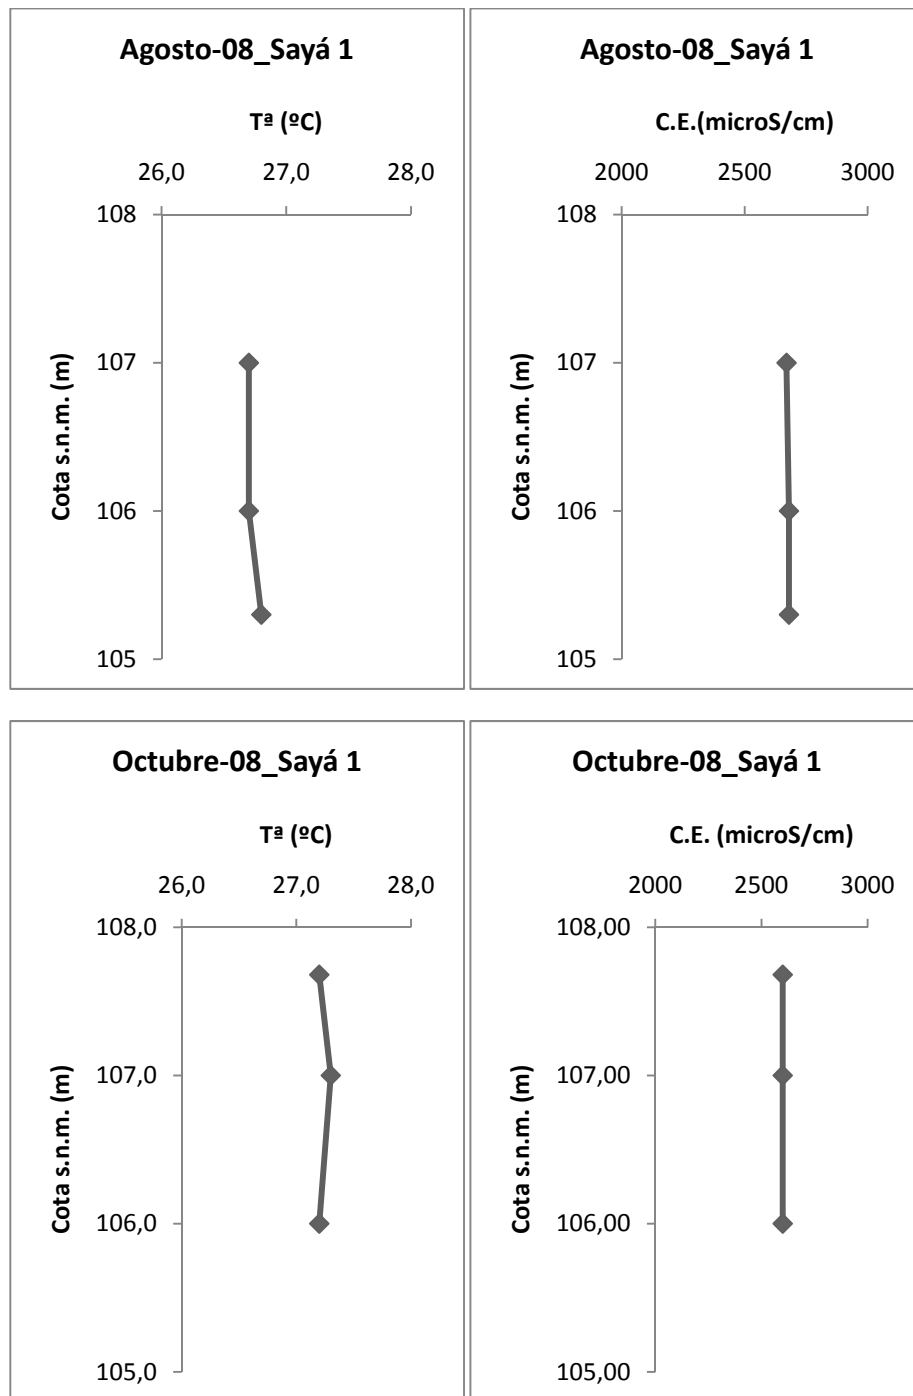 Agosto-08_Sayá 1
Tª (ºC)
26,0 27,0 28,0
108
107
106
105
Cota s.n.m. (m)
Agosto-08_Sayá 1
C.E.(microS/cm)
2000 2500 3000
108
107
106
105
Cota s.n.m. (m)
Octubre-08_Sayá 1
Tª (ºC)
26,0 27,0 28,0
108,0
107,0
106,0
105,0
Cota s.n.m. (m)
Octubre-08_Sayá 1
C.E. (microS/cm)
2000 2500 3000
108,00
107,00
106,00
105,00
Cota s.n.m. (m)